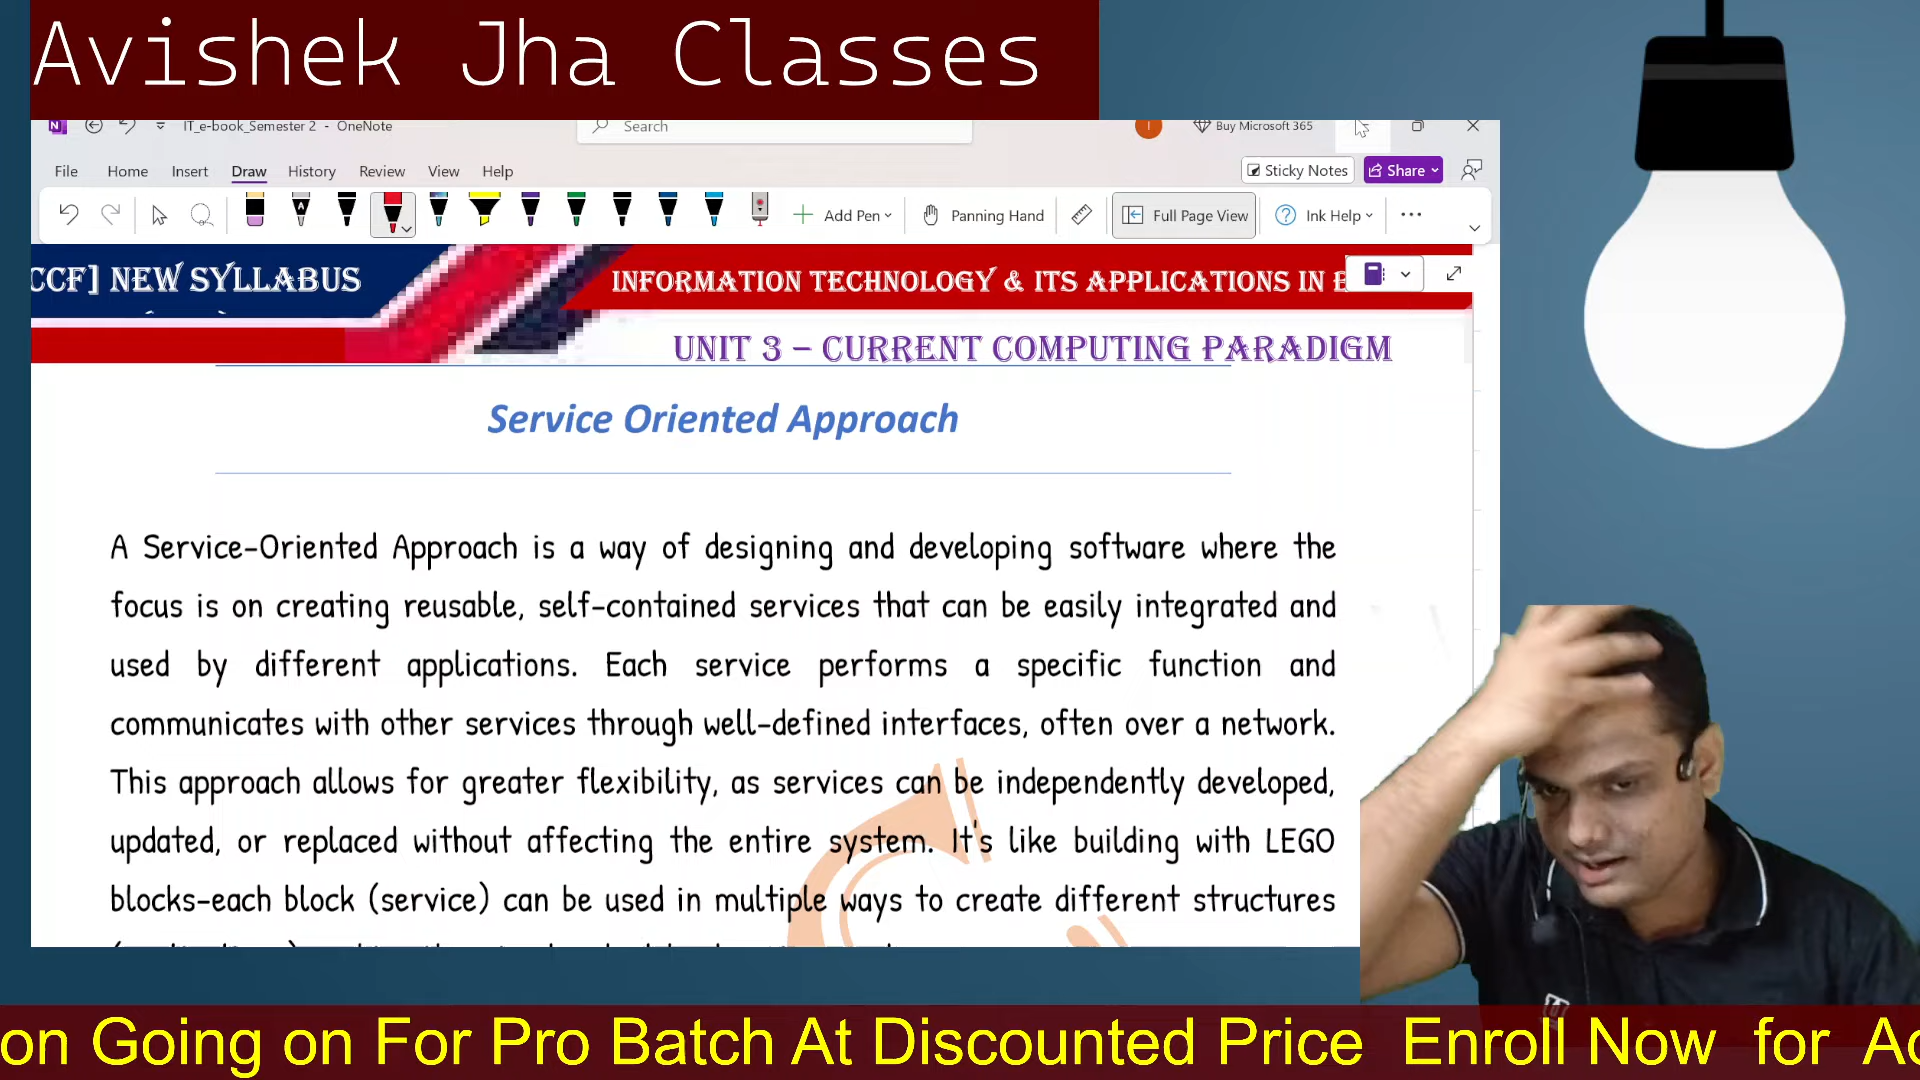 Avishek Jha Classes
IT_e-book_Semester 2 - OneNote
Search
Buy Microsoft 365
File Home Insert Draw History Review View Help
Sticky Notes
Share
Add Pen
Panning Hand
Full Page View
Ink Help
CCF] NEW SYLLABUS
INFORMATION TECHNOLOGY & ITS APPLICATIONS IN
UNIT 3 – CURRENT COMPUTING PARADIGM
Service Oriented Approach
A Service-Oriented Approach is a way of designing and developing software where the
focus is on creating reusable, self-contained services that can be easily integrated and
used by different applications. Each service performs a specific function and
communicates with other services through well-defined interfaces, often over a network.
This approach allows for greater flexibility, as services can be independently developed,
updated, or replaced without affecting the entire system. It's like building with LEGO
blocks-each block (service) can be used in multiple ways to create different structures
on Going on For Pro Batch At Discounted Price Enroll Now for Ac